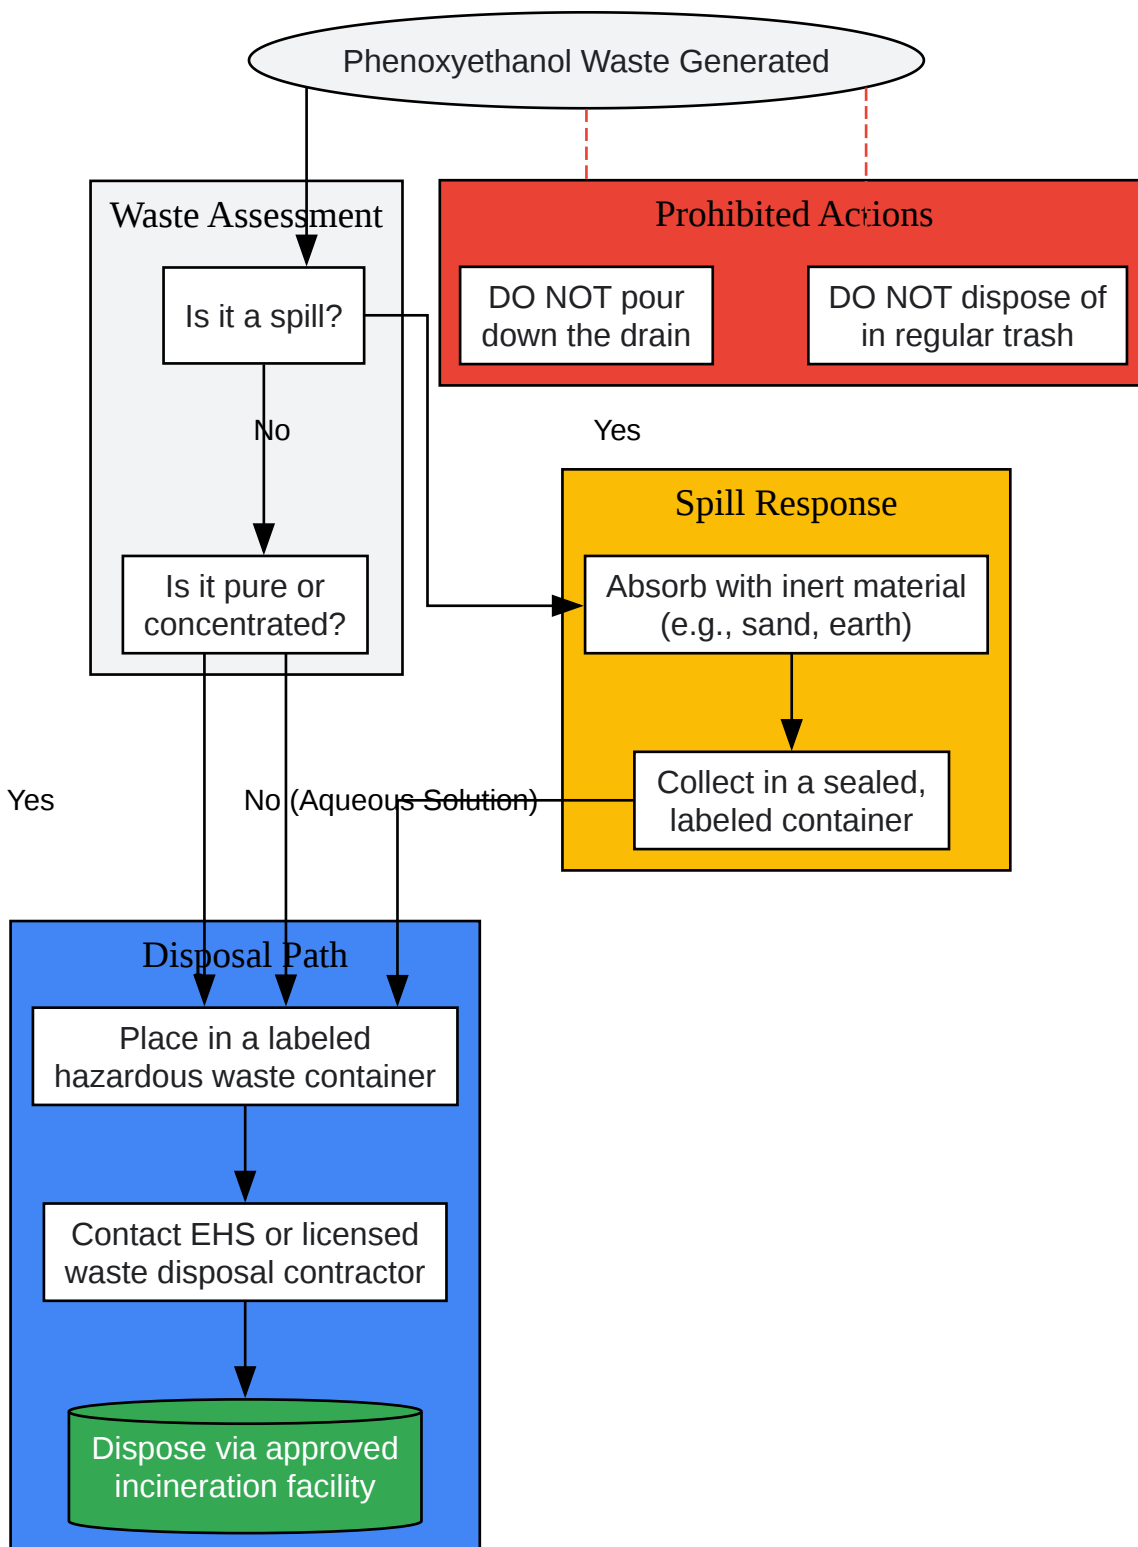 Phenoxyethanol Waste Generated
Waste Assessment
Prohibited Actions
Is it a spill?
DO NOT pour
down the drain
DO NOT dispose of
in regular trash
No
Yes
Spill Response
Is it pure or
concentrated?
Absorb with inert material
(e.g., sand, earth)
Yes
No (Aqueous Solution)
Collect in a sealed,
labeled container
Disposal Path
Place in a labeled
hazardous waste container
Contact EHS or licensed
waste disposal contractor
Dispose via approved
incineration facility